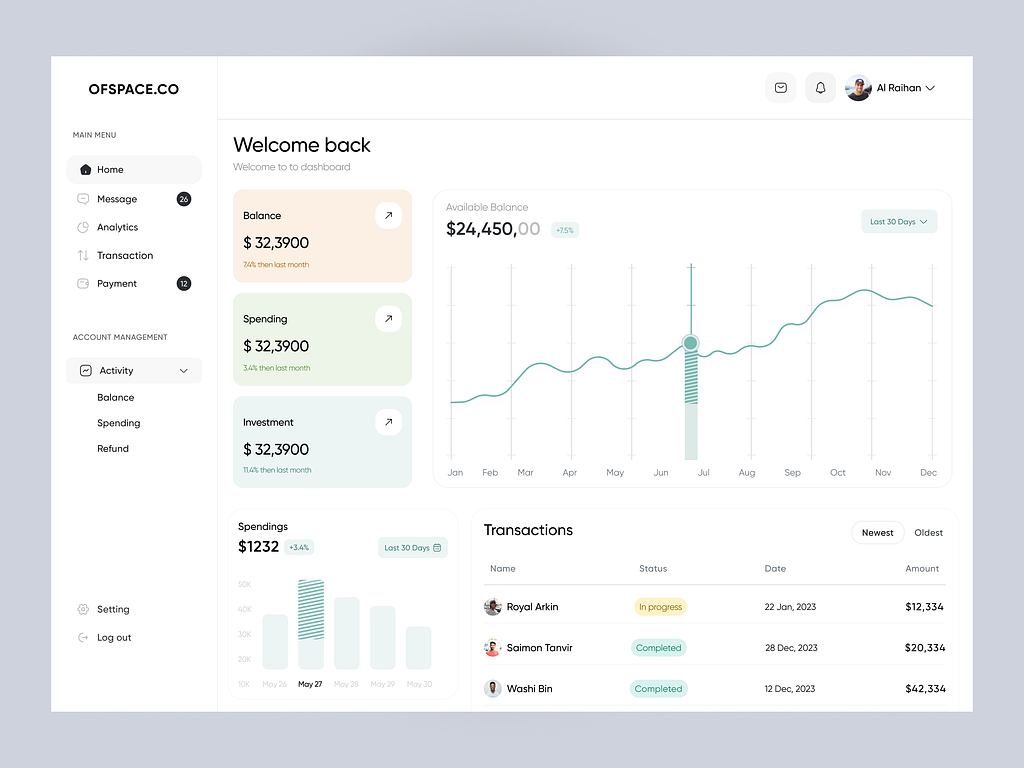 OFSPACE.CO
Al Raihan
MAIN MENU
Home
Message 26
Analytics
Transaction
Payment 12
ACCOUNT MANAGEMENT
Activity
Balance
Spending
Refund
Setting
Log out
Welcome back
Welcome to to dashboard
Balance
$ 32,3900
7.4% then last month
Spending
$ 32,3900
3.4% then last month
Investment
$ 32,3900
11.4% then last month
Available Balance
$24,450,00 +7.5%
Last 30 Days
Jan Feb Mar Apr May Jun Jul Aug Sep Oct Nov Dec
Spendings
$1232 +3.4%
Last 30 Days
50K
40K
30K
20K
10K May 26 May 27 May 28 May 29 May 30
Transactions
Newest Oldest
Name Status Date Amount
Royal Arkin In progress 22 Jan, 2023 $12,334
Saimon Tanvir Completed 28 Dec, 2023 $20,334
Washi Bin Completed 12 Dec, 2023 $42,334